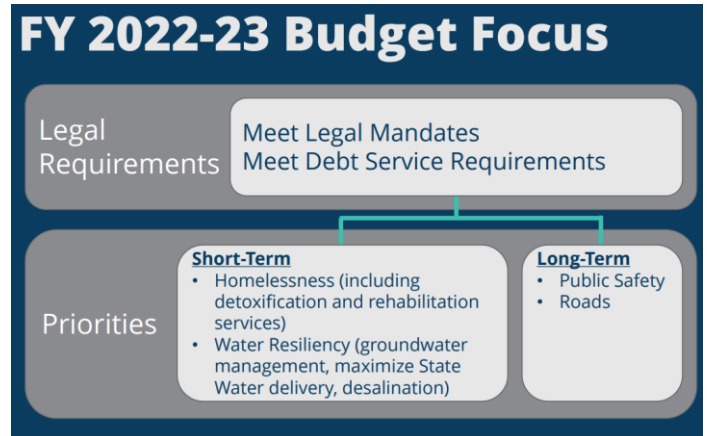 FY 2022-23 Budget Focus
Legal
Requirements
Meet Legal Mandates
Meet Debt Service Requirements
Priorities
Short-Term
• Homelessness (including
detoxification and rehabilitation
services)
• Water Resiliency (groundwater
management, maximize State
Water delivery, desalination)
Long-Term
• Public Safety
• Roads